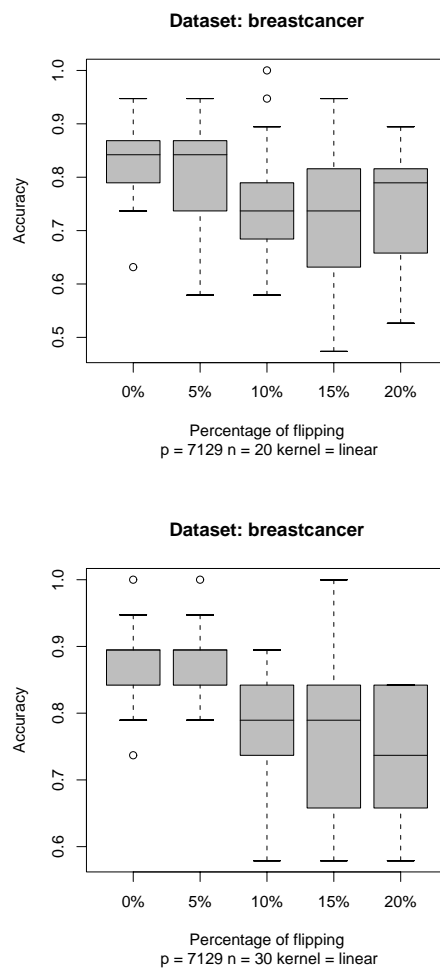 Dataset: breastcancer
Accuracy
1.0
0.9
0.8
0.7
0.6
0.5
0% 5% 10% 15% 20%
Percentage of flipping
p = 7129 n = 20 kernel = linear
Dataset: breastcancer
Accuracy
1.0
0.9
0.8
0.7
0.6
0% 5% 10% 15% 20%
Percentage of flipping
p = 7129 n = 30 kernel = linear